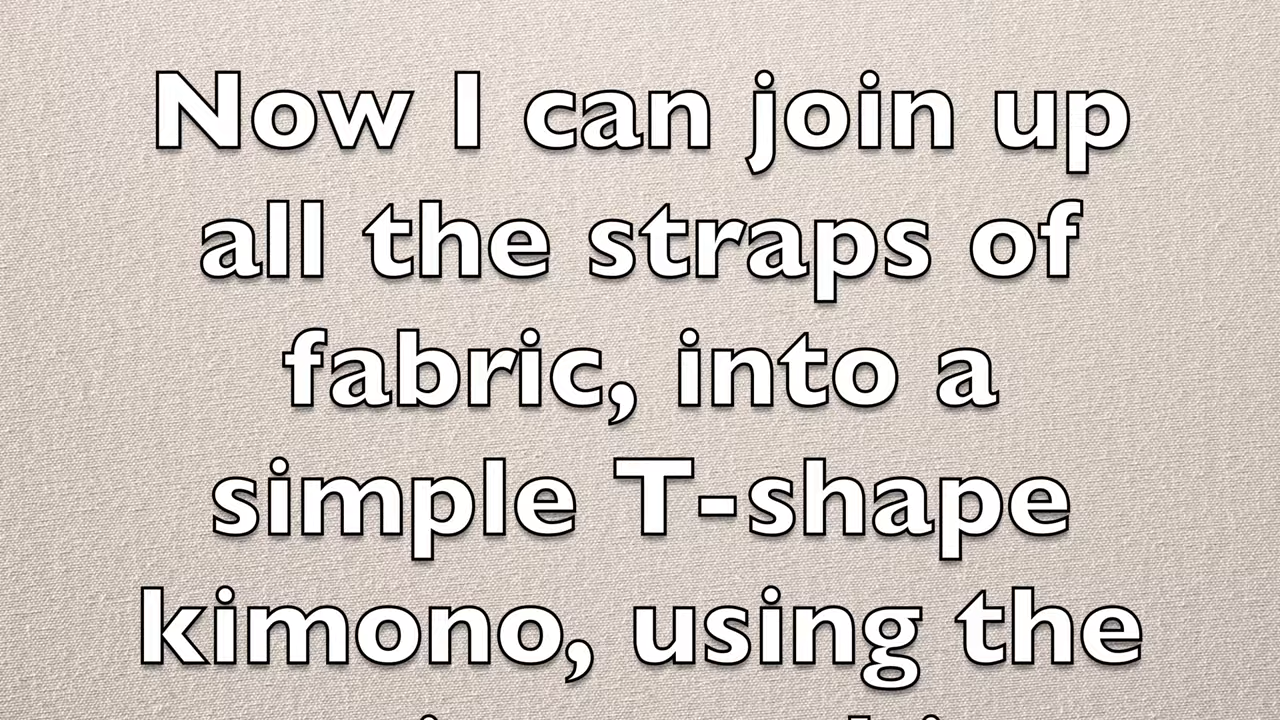 Now I can join up
all the straps of
fabric, into a
simple T-shape
kimono, using the